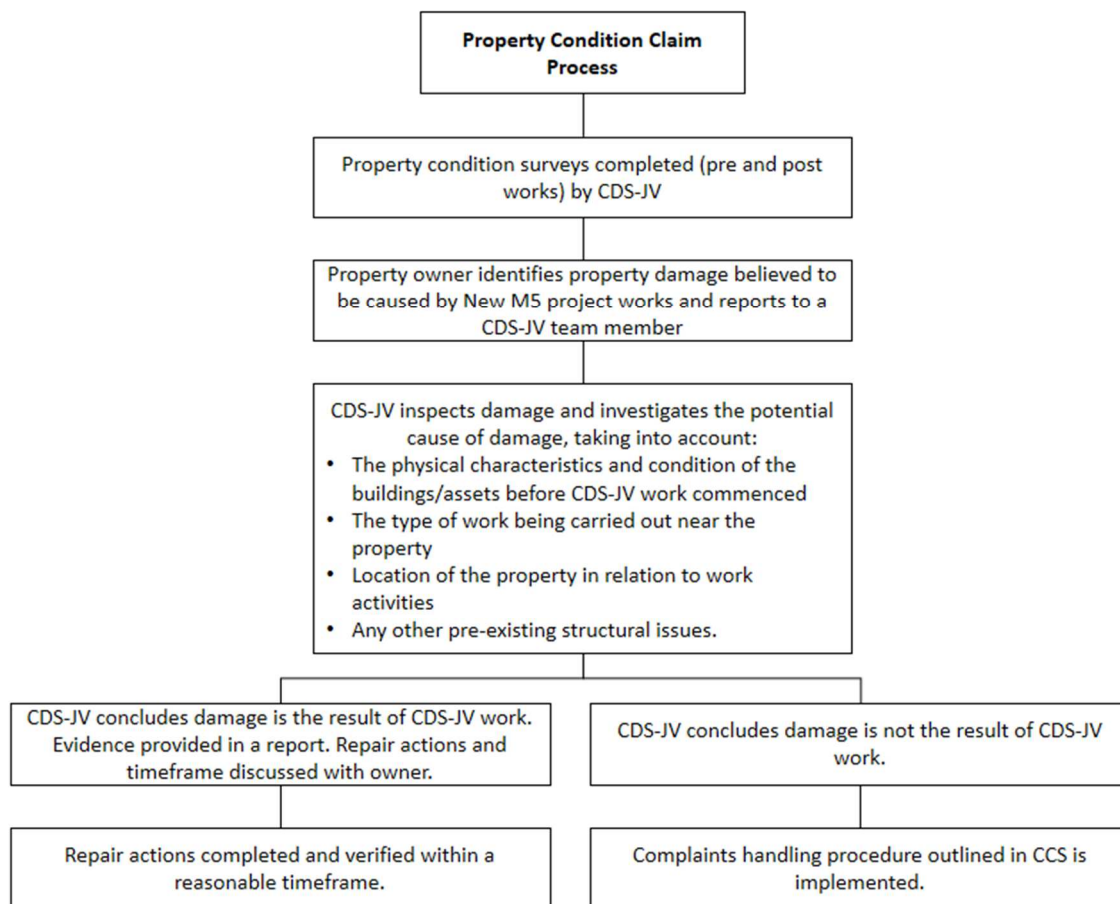 Property Condition Claim
Process
Property condition surveys completed (pre and post
works) by CDS-JV
Property owner identifies property damage believed to
be caused by New M5 project works and reports to a
CDS-JV team member
CDS-JV inspects damage and investigates the potential
cause of damage, taking into account:
• The physical characteristics and condition of the
buildings/assets before CDS-JV work commenced
• The type of work being carried out near the
property
• Location of the property in relation to work
activities
• Any other pre-existing structural issues.
CDS-JV concludes damage is the result of CDS-JV work.
Evidence provided in a report. Repair actions and
timeframe discussed with owner.
CDS-JV concludes damage is not the result of CDS-JV
work.
Repair actions completed and verified within a
reasonable timeframe.
Complaints handling procedure outlined in CCS is
implemented.